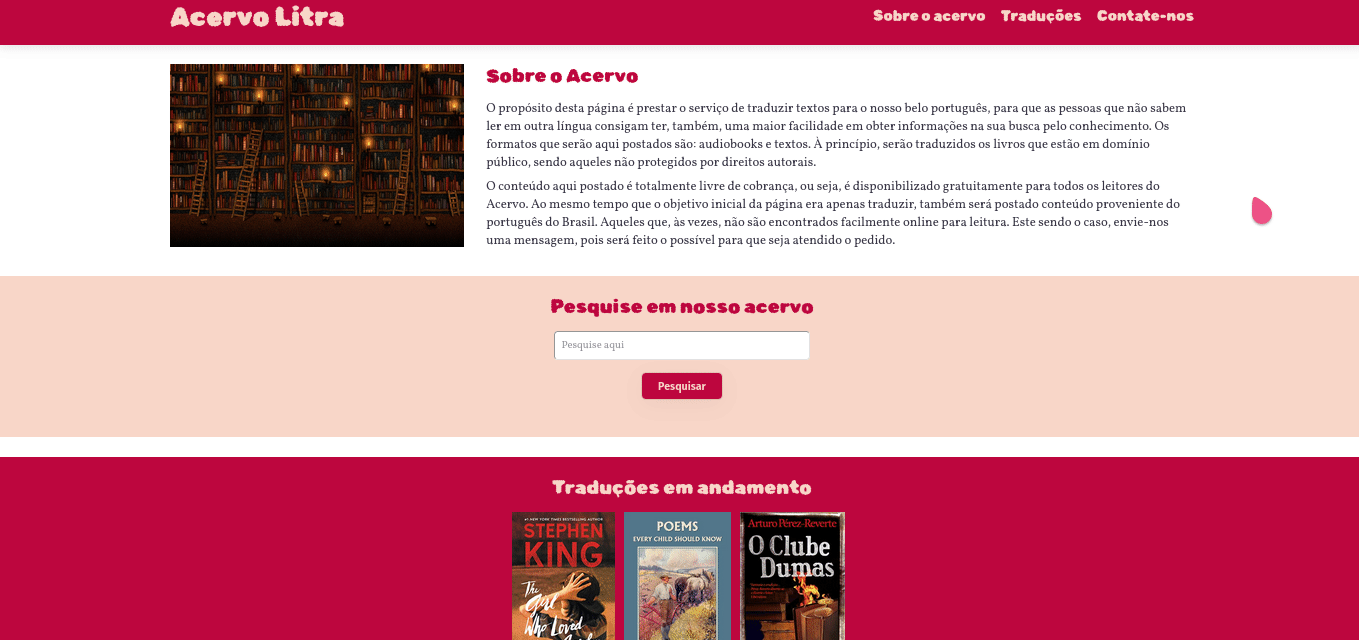 Acervo Litra
Sobre o acervo Traduções Contate-nos
Sobre o Acervo
O propósito desta página é prestar o serviço de traduzir textos para o nosso belo português, para que as pessoas que não sabem
ler em outra língua consigam ter, também, uma maior facilidade em obter informações na sua busca pelo conhecimento. Os
formatos que serão aqui postados são: audiobooks e textos. À princípio, serão traduzidos os livros que estão em domínio
público, sendo aqueles não protegidos por direitos autorais.
O conteúdo aqui postado é totalmente livre de cobrança, ou seja, é disponibilizado gratuitamente para todos os leitores do
Acervo. Ao mesmo tempo que o objetivo inicial da página era apenas traduzir, também será postado conteúdo proveniente do
português do Brasil. Aqueles que, às vezes, não são encontrados facilmente online para leitura. Este sendo o caso, envie-nos
uma mensagem, pois será feito o possível para que seja atendido o pedido.
Pesquise em nosso acervo
Pesquise aqui
Pesquisar
Traduções em andamento
#1 NEW YORK TIMES BESTSELLING AUTHOR
STEPHEN
KING
The
Girl
Who Loved
POEMS
EVERY CHILD SHOULD KNOW
Arturo Pérez-Reverte
O Clube
Dumas